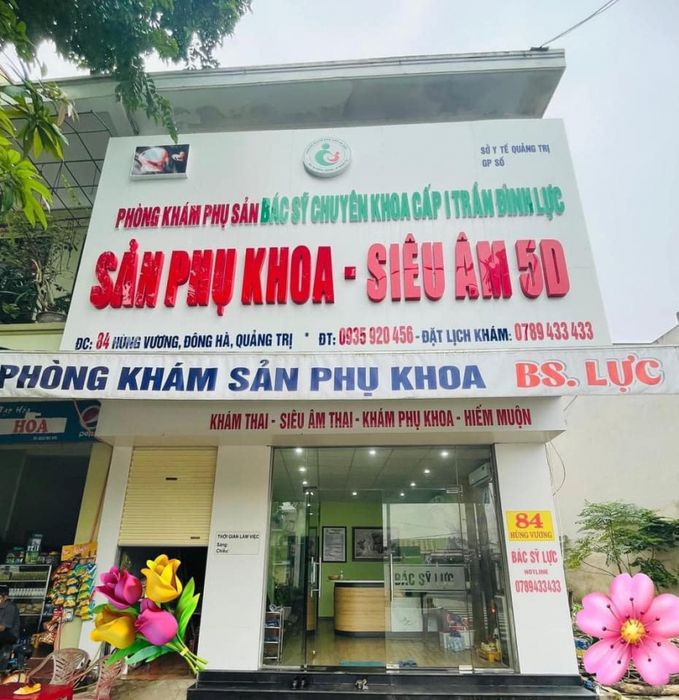 SỞ Y TẾ QUẢNG TRỊ
GP SỐ
PHÒNG KHÁM PHỤ SẢN BÁC SỸ CHUYÊN KHOA CẤP I TRẦN ĐÌNH LỰC
SẢN PHỤ KHOA - SIÊU ÂM 5D
ĐC: 84 HÙNG VƯƠNG, ĐÔNG HÀ, QUẢNG TRỊ * ĐT: 0935 920 456 - ĐẶT LỊCH KHÁM: 0789 433 433
PHÒNG KHÁM SẢN PHỤ KHOA BS. LỰC
KHÁM THAI - SIÊU ÂM THAI - KHÁM PHỤ KHOA - HIẾM MUỘN
HOA
THỜI GIAN LÀM VIỆC
Sáng:
Chiều:
BÁC SỸ LỰC
84
HÙNG VƯƠNG
BÁC SỸ LỰC
HOTLINE
0789433433